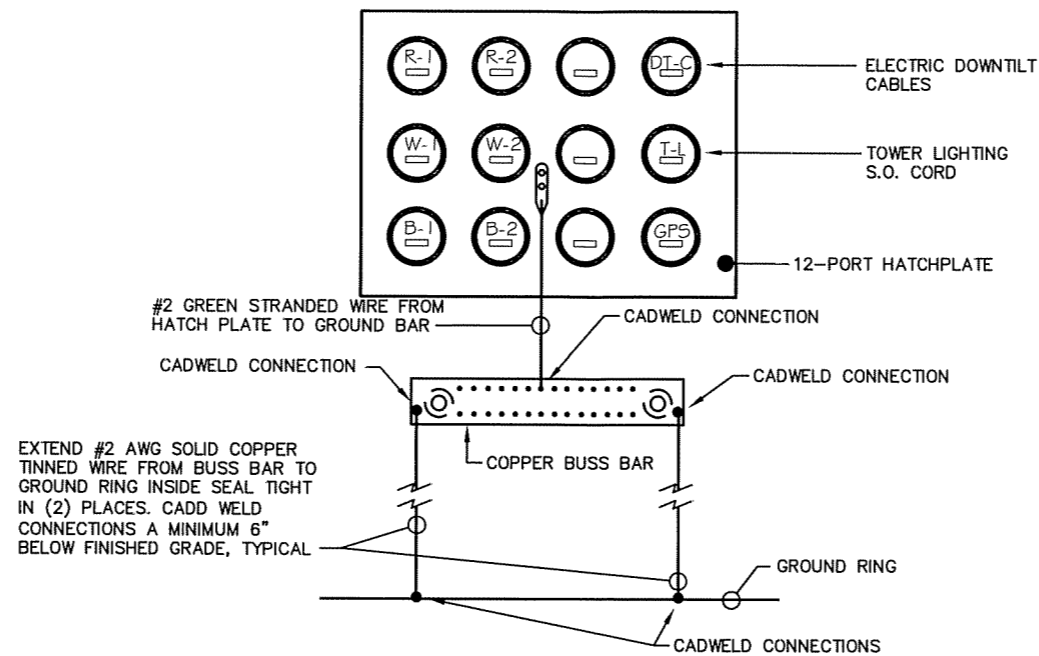 R-1
R-2
DT-C
ELECTRIC DOWNTILT
CABLES
W-1
W-2
T-L
TOWER LIGHTING
S.O. CORD
B-1
B-2
GPS
12-PORT HATCHPLATE
#2 GREEN STRANDED WIRE FROM
HATCH PLATE TO GROUND BAR
CADWELD CONNECTION
CADWELD CONNECTION
CADWELD CONNECTION
EXTEND #2 AWG SOLID COPPER
TINNED WIRE FROM BUSS BAR TO
GROUND RING INSIDE SEAL TIGHT
IN (2) PLACES. CADD WELD
CONNECTIONS A MINIMUM 6"
BELOW FINISHED GRADE, TYPICAL
COPPER BUSS BAR
GROUND RING
CADWELD CONNECTIONS